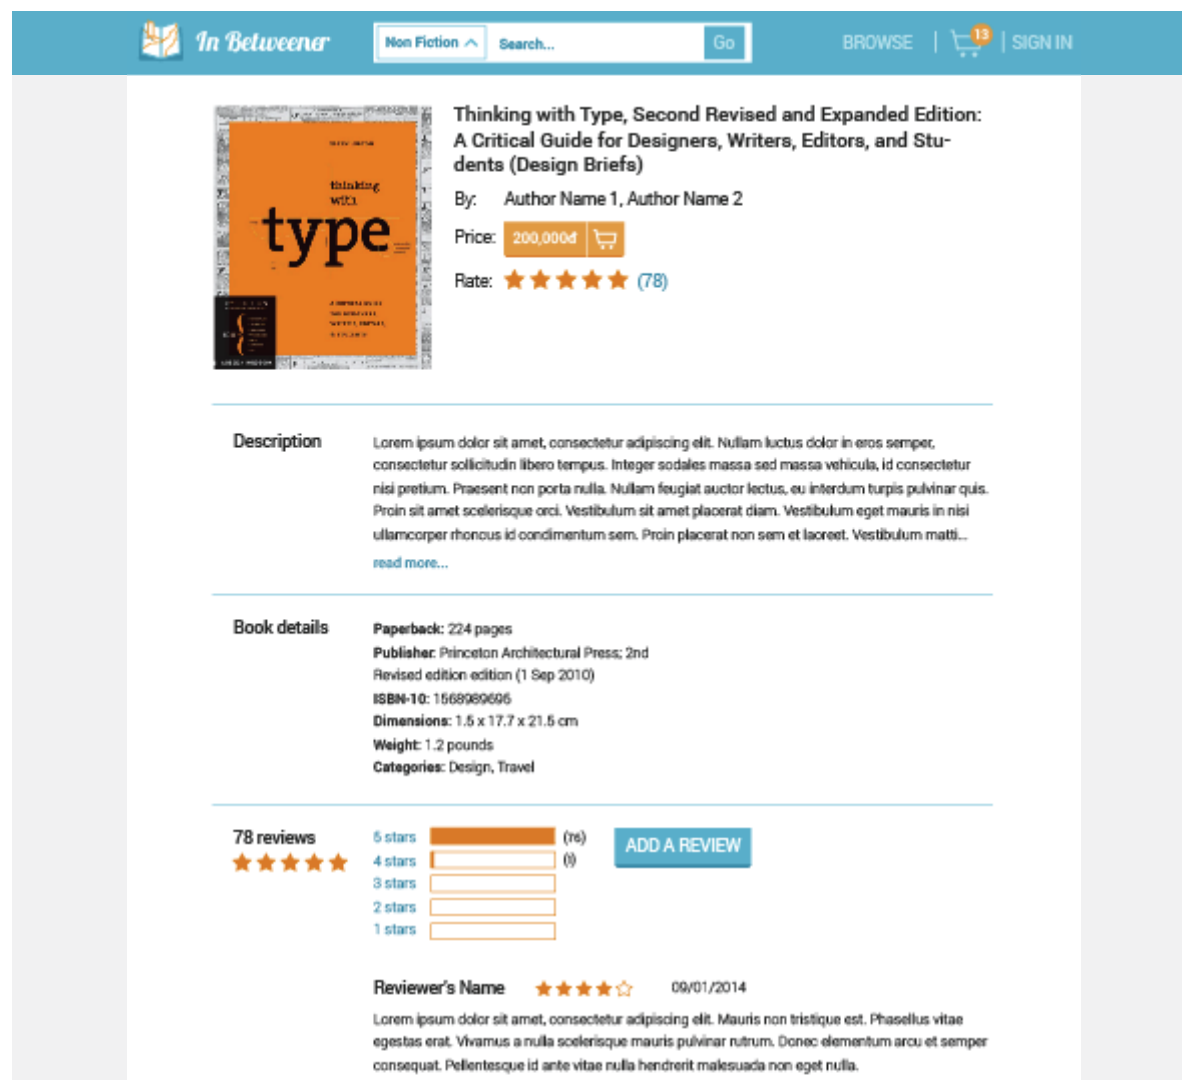 In Betweener
Non Fiction
Search...
Go
BROWSE
13
SIGN IN
thinking
with
type
Thinking with Type, Second Revised and Expanded Edition:
A Critical Guide for Designers, Writers, Editors, and Stu-
dents (Design Briefs)
By: Author Name 1, Author Name 2
Price: 200,000đ
Rate: (78)
Description
Lorem ipsum dolor sit amet, consectetur adipiscing elit. Nullam luctus dolor in eros semper,
consectetur sollicitudin libero tempus. Integer sodales massa sed massa vehicula, id consectetur
nisi pretium. Praesent non porta nulla. Nullam feugiat auctor lectus, eu interdum turpis pulvinar quis.
Proin sit amet scelerisque orci. Vestibulum sit amet placerat diam. Vestibulum eget mauris in nisi
ullamcorper rhoncus id condimentum sem. Proin placerat non sem et laoreet. Vestibulum matti...
read more...
Book details
Paperback: 224 pages
Publisher: Princeton Architectural Press; 2nd
Revised edition edition (1 Sep 2010)
ISBN-10: 1568989695
Dimensions: 1.5 x 17.7 x 21.5 cm
Weight: 1.2 pounds
Categories: Design, Travel
78 reviews
5 stars
4 stars (1)
3 stars
2 stars
1 stars
ADD A REVIEW
Reviewer's Name 09/01/2014
Lorem ipsum dolor sit amet, consectetur adipiscing elit. Mauris non tristique est. Phasellus vitae
egestas erat. Vivamus a nulla scelerisque mauris pulvinar rutrum. Donec elementum arcu et semper
consequat. Pellentesque id ante vitae nulla hendrerit malesuada non eget nulla.